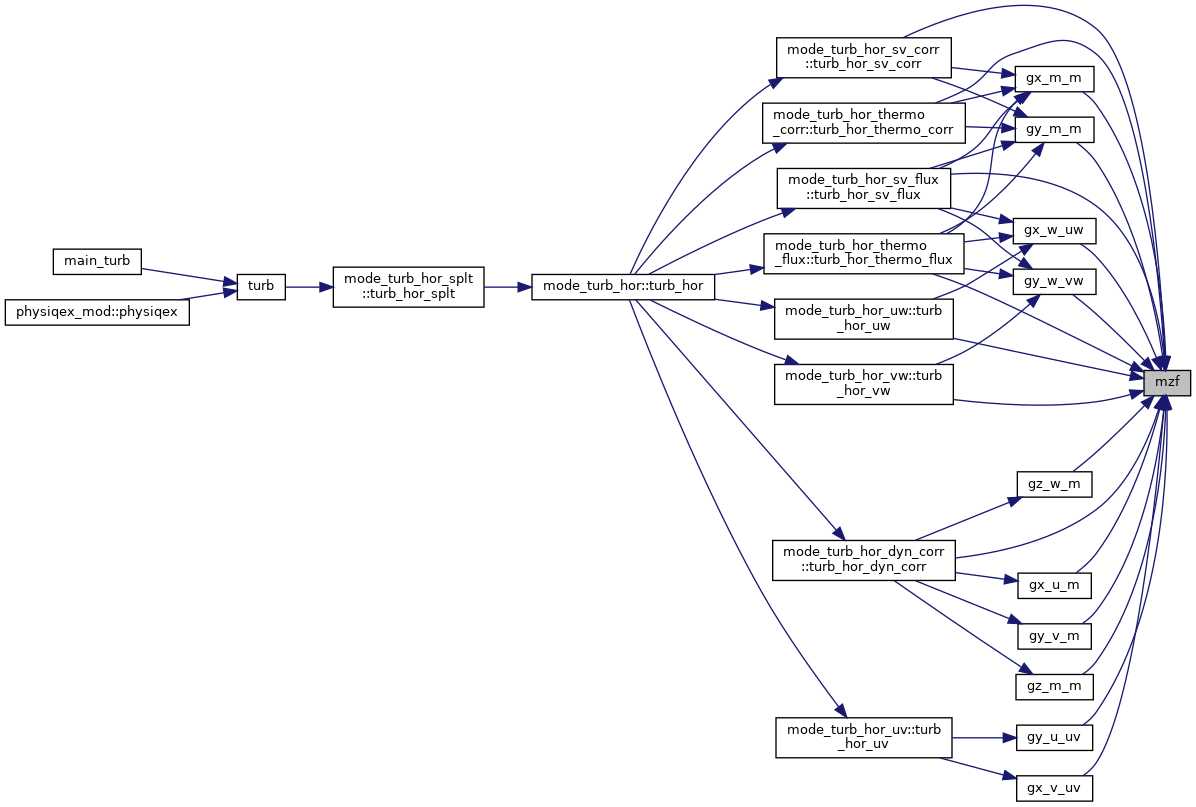 mode_turb_hor_sv_corr
::turb_hor_sv_corr
gx_m_m
mode_turb_hor_thermo
_corr::turb_hor_thermo_corr
gy_m_m
mode_turb_hor_sv_flux
::turb_hor_sv_flux
gx_w_uw
mode_turb_hor_thermo
_flux::turb_hor_thermo_flux
main_turb
gy_w_vw
mode_turb_hor_splt
::turb_hor_splt
turb
mode_turb_hor::turb_hor
physiqex_mod::physiqex
mode_turb_hor_uw::turb
_hor_uw
mode_turb_hor_vw::turb
_hor_vw
mzf
gz_w_m
mode_turb_hor_dyn_corr
::turb_hor_dyn_corr
gx_u_m
gy_v_m
gz_m_m
mode_turb_hor_uv::turb
_hor_uv
gy_u_uv
gx_v_uv